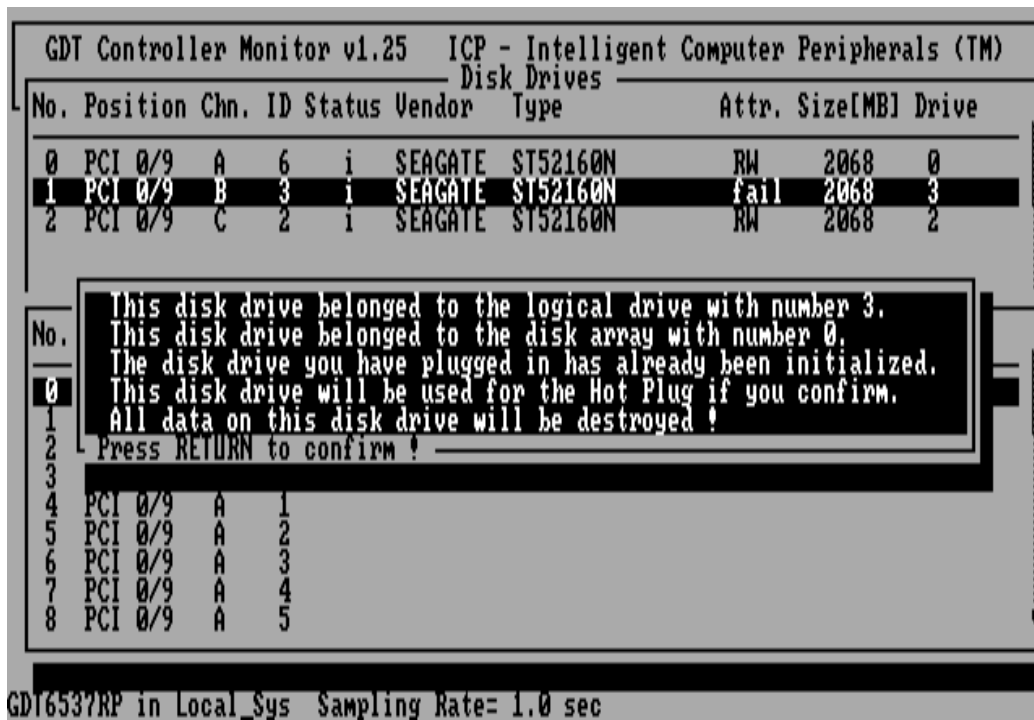 GDT Controller Monitor v1.25 ICP - Intelligent Computer Peripherals (TM)
Disk Drives
No. Position Chn. ID Status Vendor Type Attr. Size[MB] Drive
0 PCI 0/9 A 6 i SEAGATE ST52160N RW 2068 0
1 PCI 0/9 B 3 i SEAGATE ST52160N fail 2068 3
2 PCI 0/9 C 2 i SEAGATE ST52160N RW 2068 2
This disk drive belonged to the logical drive with number 3.
This disk drive belonged to the disk array with number 0.
The disk drive you have plugged in has already been initialized.
This disk drive will be used for the Hot Plug if you confirm.
All data on this disk drive will be destroyed !
Press RETURN to confirm !
No.
0
1
2
3
4 PCI 0/9 A 1
5 PCI 0/9 A 2
6 PCI 0/9 A 3
7 PCI 0/9 A 4
8 PCI 0/9 A 5
GDT6537RP in Local_Sys Sampling Rate= 1.0 sec